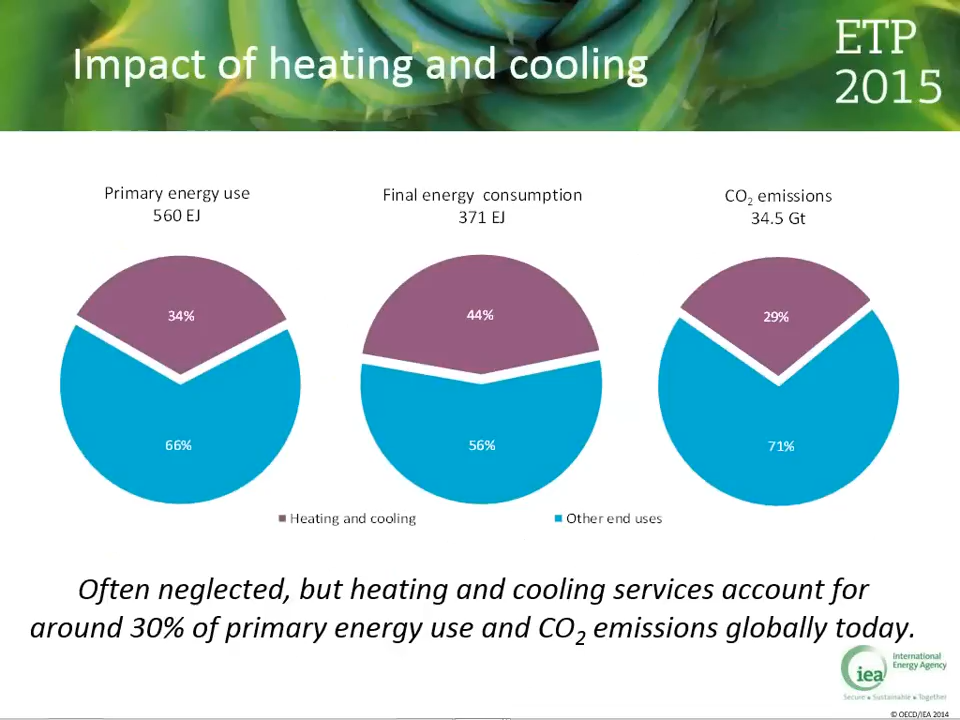 Impact of heating and cooling
ETP
2015
Primary energy use
560 EJ
Final energy consumption
371 EJ
CO₂ emissions
34.5 Gt
34%
66%
44%
56%
29%
71%
Heating and cooling
Other end uses
Often neglected, but heating and cooling services account for
around 30% of primary energy use and CO₂ emissions globally today.
iea
International
Energy Agency
Secure • Sustainable • Together
© OECD/IEA 2014